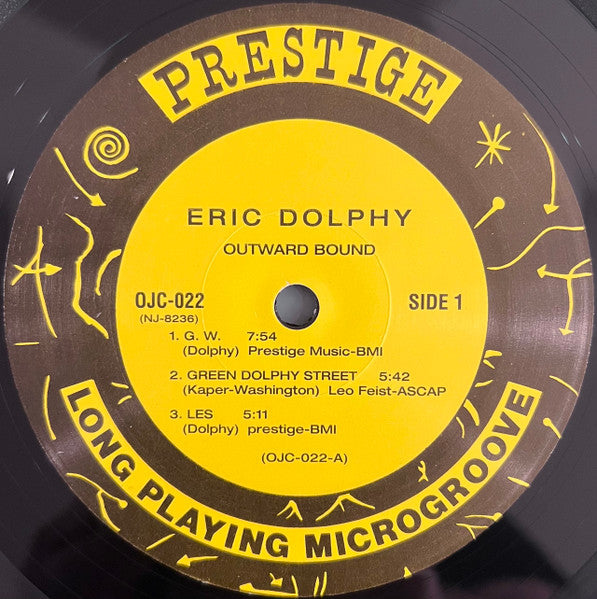 PRESTIGE
ERIC DOLPHY
OUTWARD BOUND
OJC-022 SIDE 1
(NJ-8236)
1. G. W. 7:54
(Dolphy) Prestige Music-BMI
2. GREEN DOLPHY STREET 5:42
(Kaper-Washington) Leo Feist-ASCAP
3. LES 5:11
(Dolphy) prestige-BMI
(OJC-022-A)
LONG PLAYING MICROGROOVE